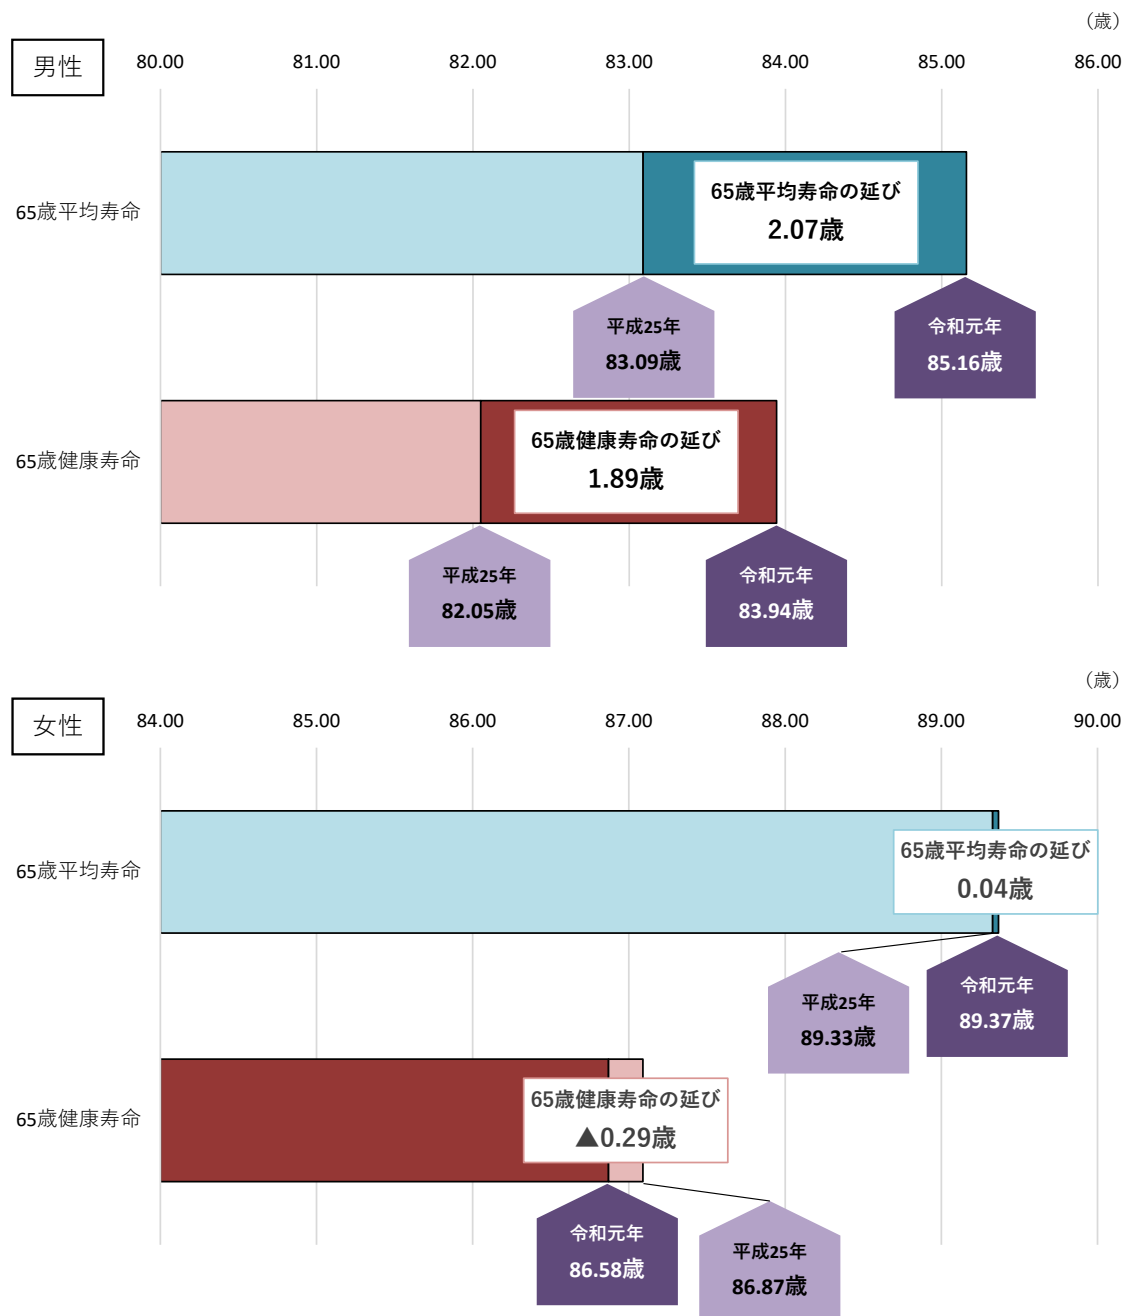 （歳）
男性
80.00 81.00 82.00 83.00 84.00 85.00 86.00
65歳平均寿命
65歳平均寿命の延び
2.07歳
平成25年
83.09歳
令和元年
85.16歳
65歳健康寿命
65歳健康寿命の延び
1.89歳
平成25年
82.05歳
令和元年
83.94歳
（歳）
女性
84.00 85.00 86.00 87.00 88.00 89.00 90.00
65歳平均寿命
65歳平均寿命の延び
0.04歳
平成25年
89.33歳
令和元年
89.37歳
65歳健康寿命
65歳健康寿命の延び
▲0.29歳
令和元年
86.58歳
平成25年
86.87歳